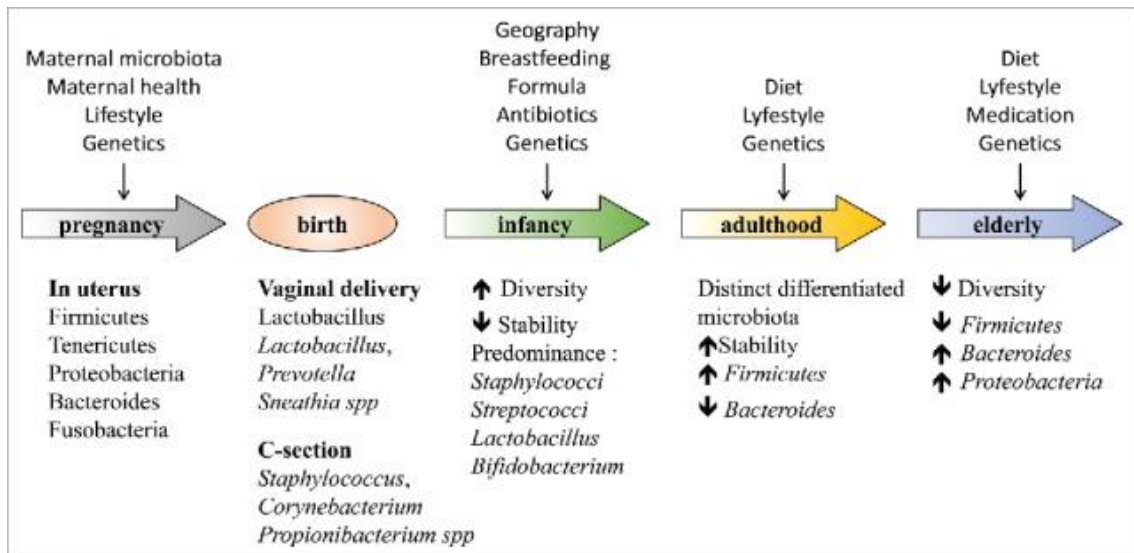 Maternal microbiota
Maternal health
Lifestyle
Genetics
pregnancy
In uterus
Firmicutes
Tenericutes
Proteobacteria
Bacteroides
Fusobacteria
birth
Vaginal delivery
Lactobacillus
Lactobacillus,
Prevotella
Sneathia spp
C-section
Staphylococcus,
Corynebacterium
Propionibacterium spp
Geography
Breastfeeding
Formula
Antibiotics
Genetics
infancy
↑ Diversity
↓ Stability
Predominance :
Staphylococci
Streptococci
Lactobacillus
Bifidobacterium
Diet
Lyfestyle
Genetics
adulthood
Distinct differentiated
microbiota
↑Stability
↑ Firmicutes
↓ Bacteroides
Diet
Lyfestyle
Medication
Genetics
elderly
↓ Diversity
↓ Firmicutes
↑ Bacteroides
↑ Proteobacteria